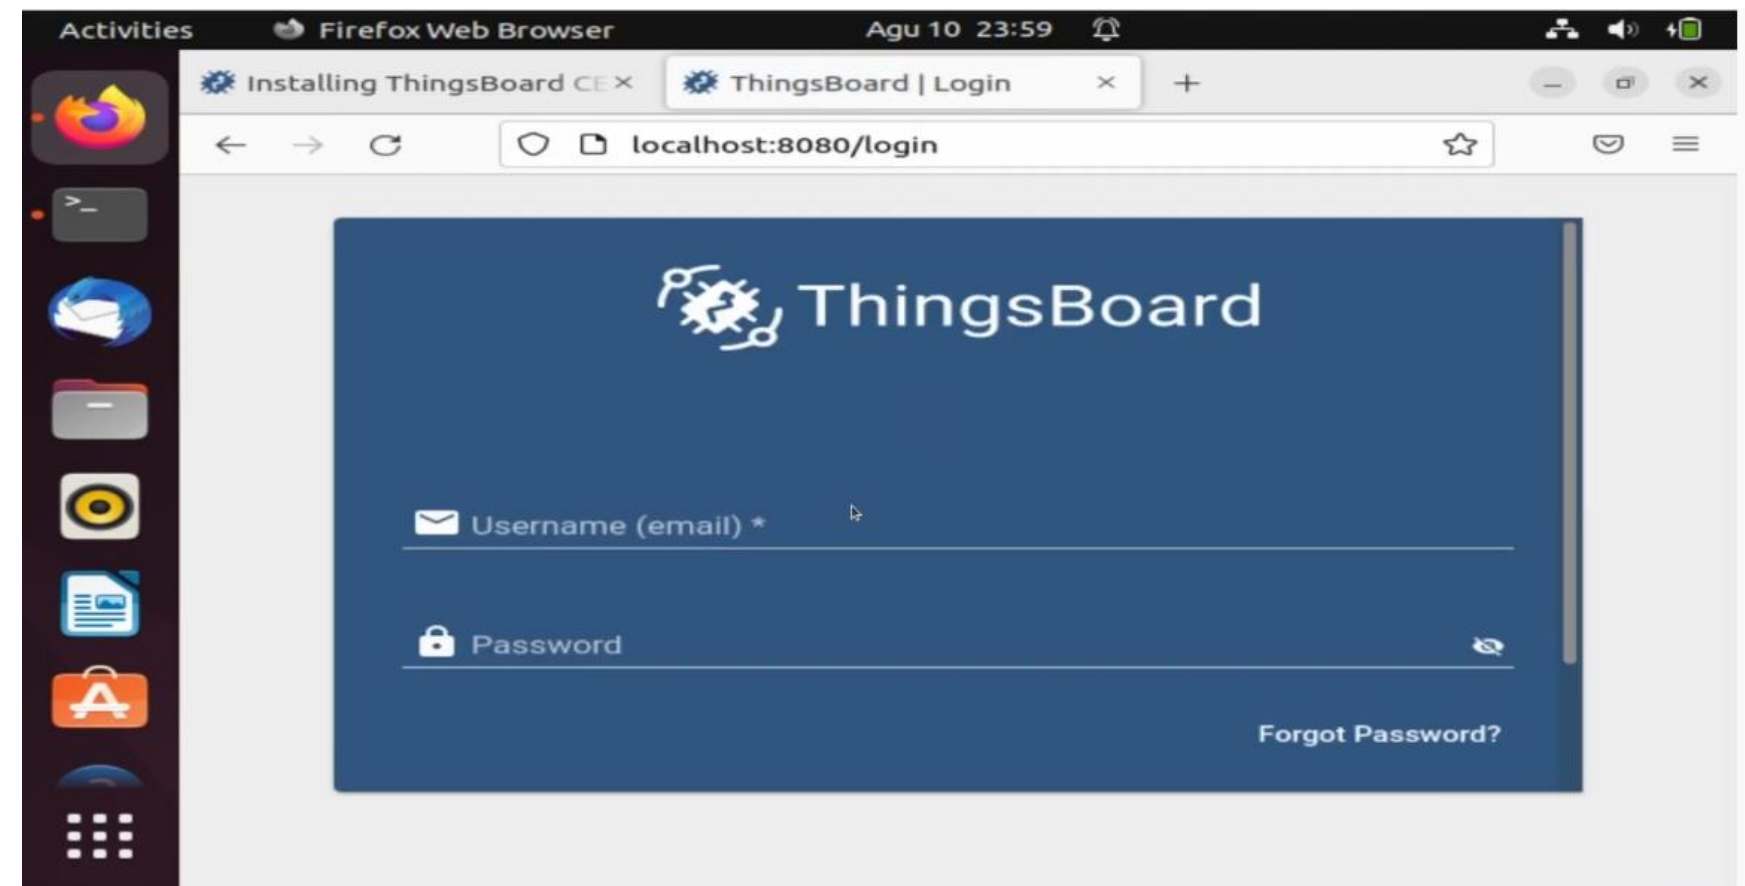 Activities Firefox Web Browser Agu 10 23:59
Installing ThingsBoard CE ThingsBoard | Login
localhost:8080/login
ThingsBoard
Username (email) *
Password
Forgot Password?